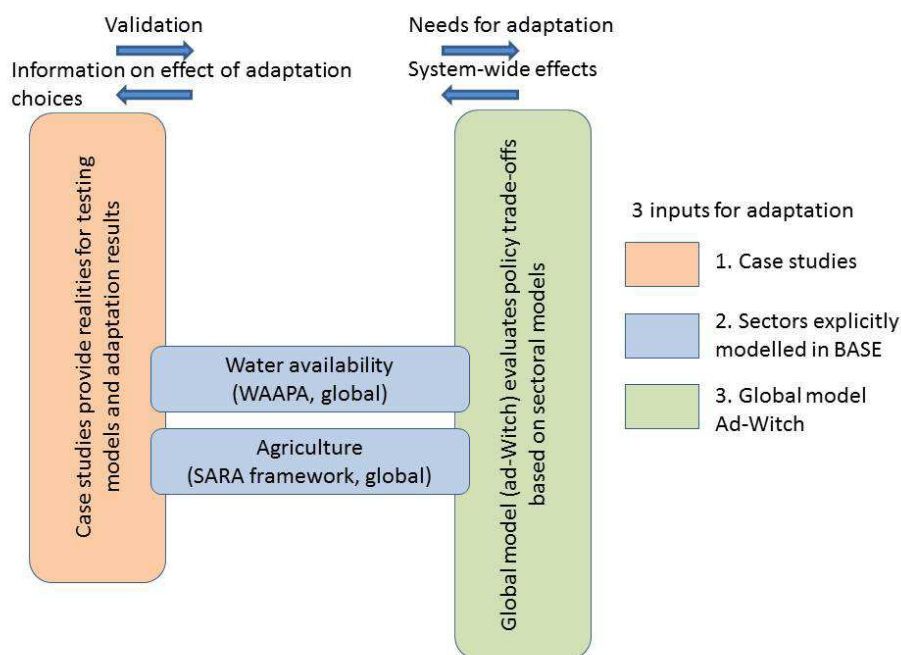 Validation
Information on effect of adaptation
choices
Needs for adaptation
System-wide effects
Case studies provide realities for testing
models and adaptation results
Water availability
(WAAPA, global)
Agriculture
(SARA framework, global)
Global model (ad-Witch) evaluates policy trade-offs
based on sectoral models
3 inputs for adaptation
1. Case studies
2. Sectors explicitly
modelled in BASE
3. Global model
Ad-Witch